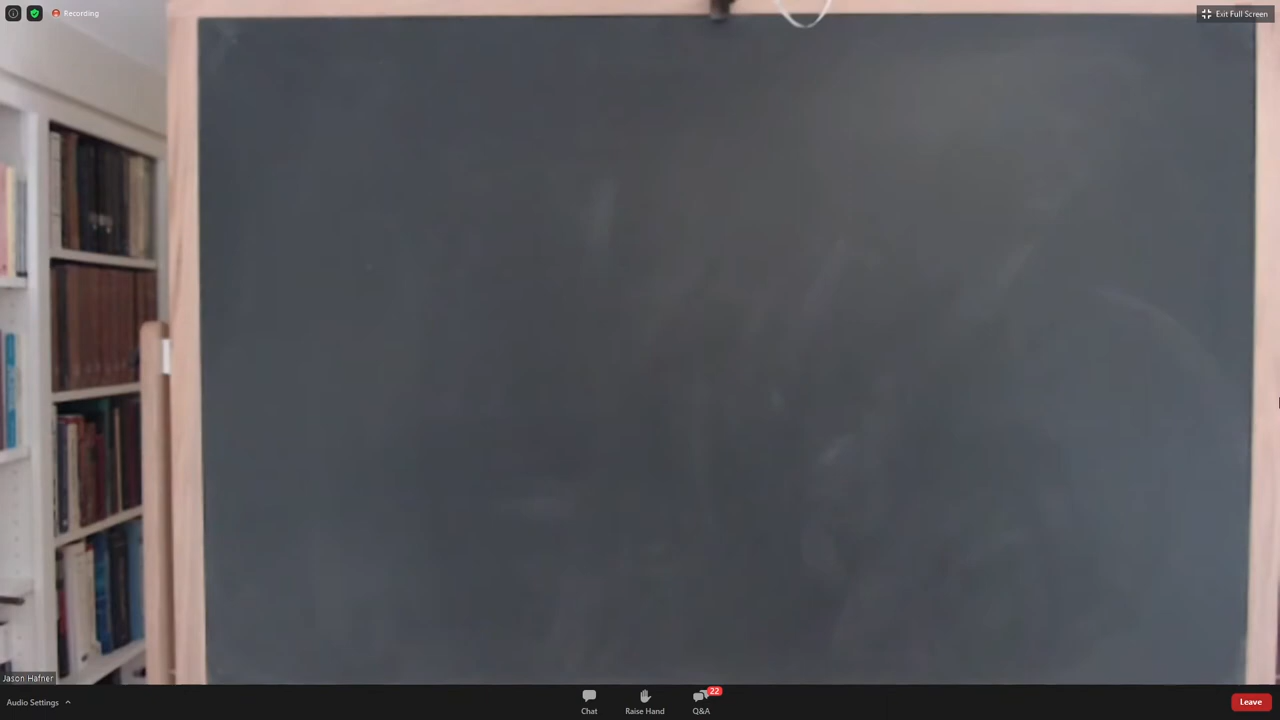 Recording
Exit Full Screen
Jason Hafner
Audio Settings
Chat
Raise Hand
22
Q&A
Leave